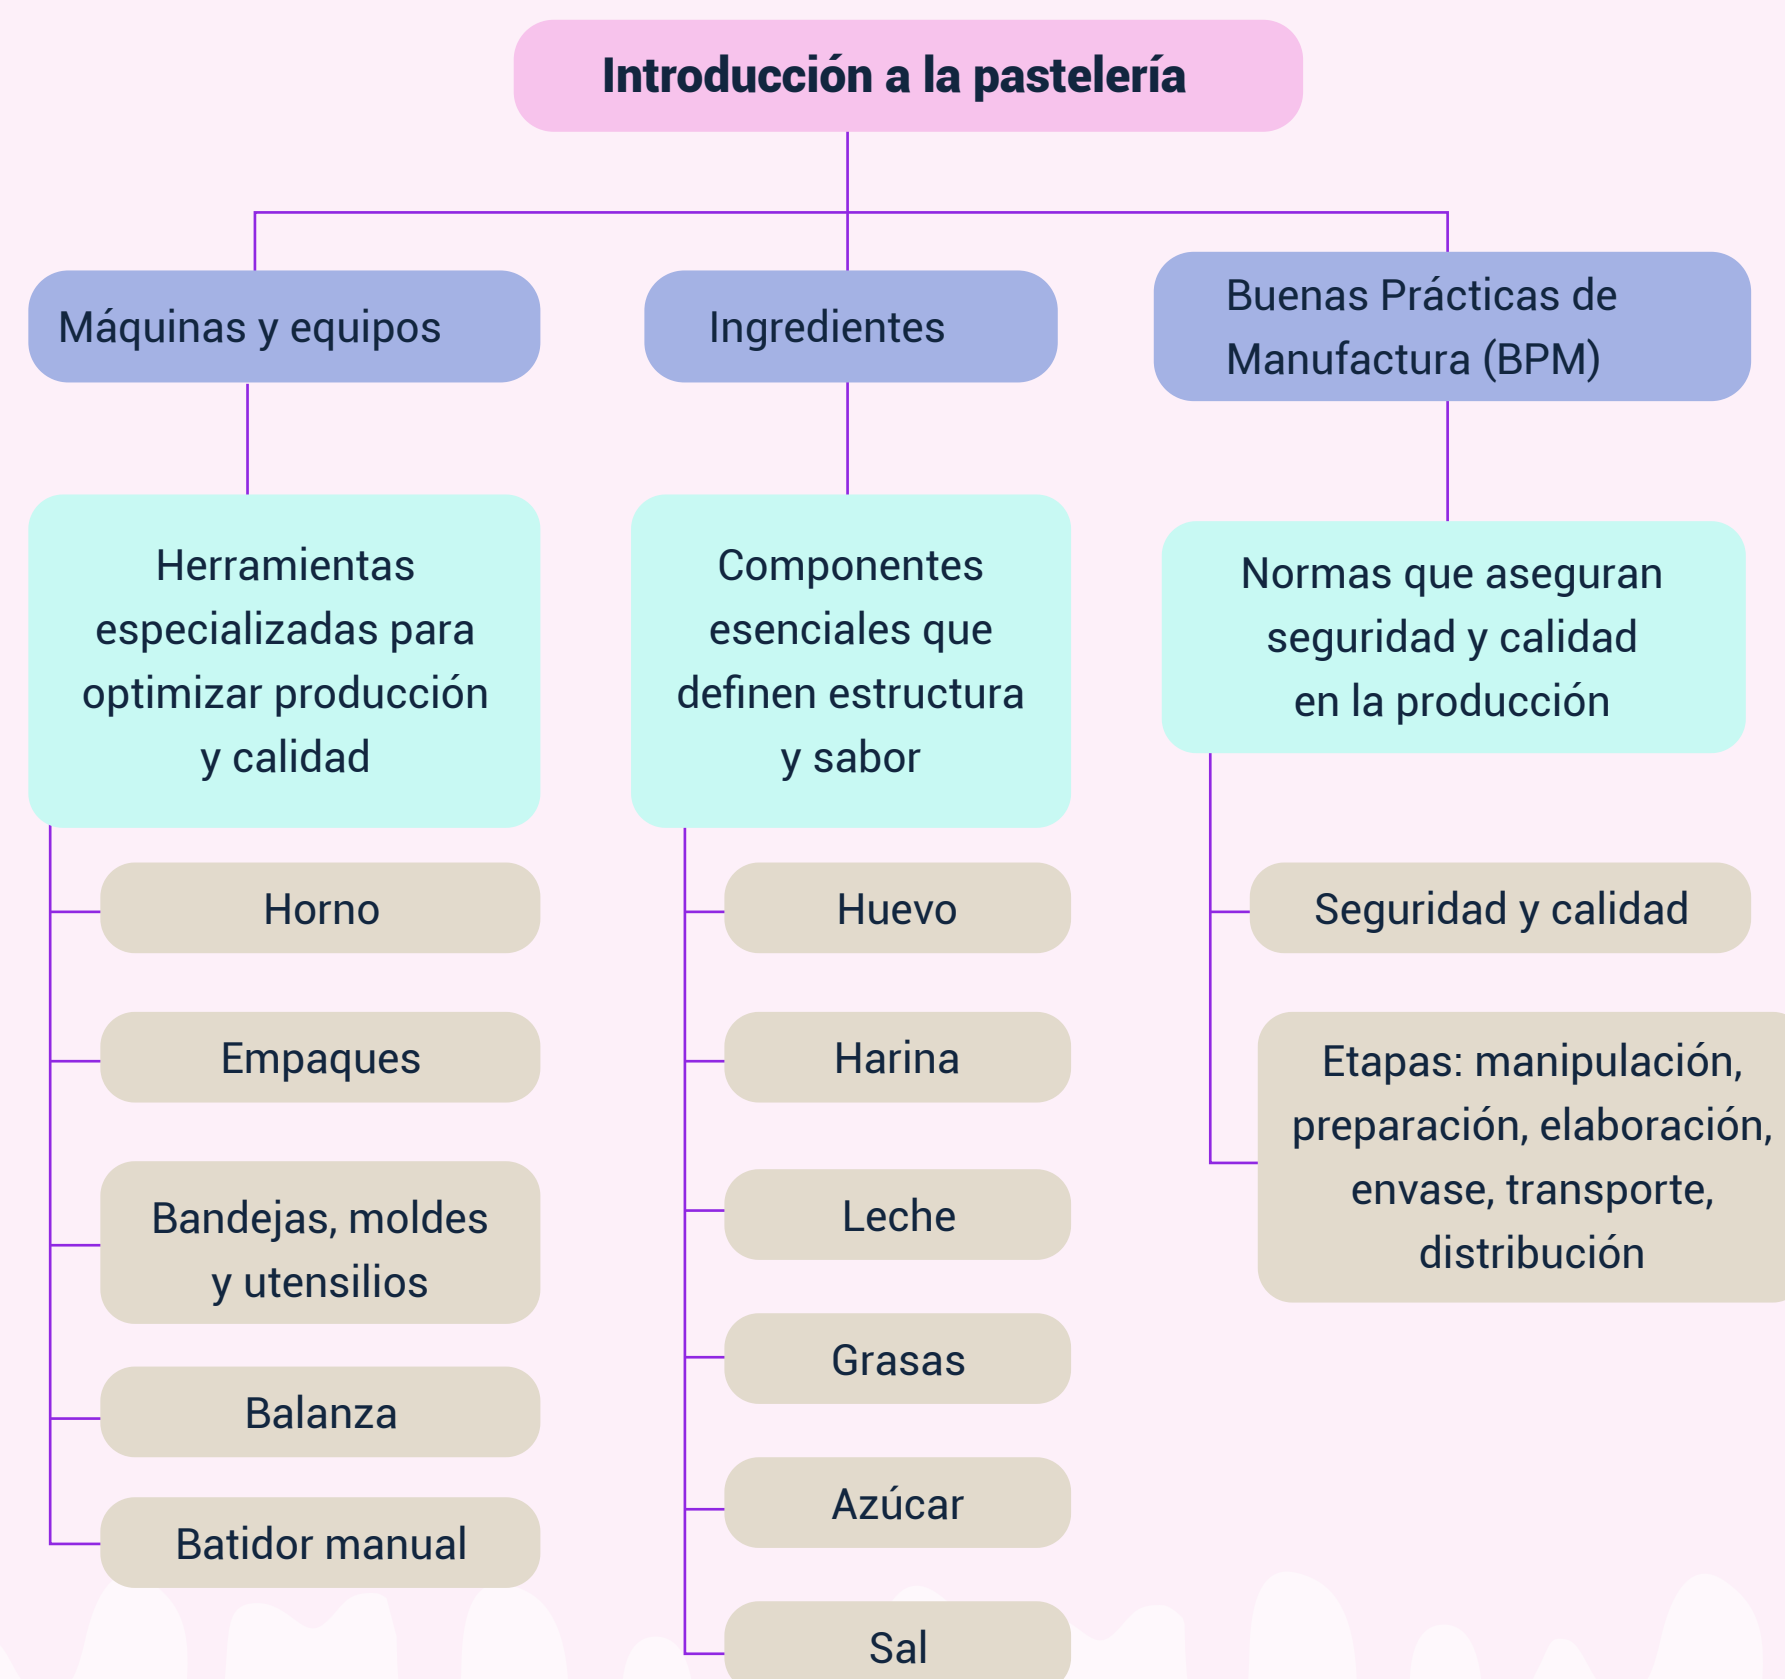 Introducción a la pastelería
Máquinas y equipos
Herramientas
especializadas para
optimizar producción
y calidad
Horno
Empaques
Bandejas, moldes
y utensilios
Balanza
Batidor manual
Ingredientes
Componentes
esenciales que
definen estructura
y sabor
Huevo
Harina
Leche
Grasas
Azúcar
Sal
Buenas Prácticas de
Manufactura (BPM)
Normas que aseguran
seguridad y calidad
en la producción
Seguridad y calidad
Etapas: manipulación,
preparación, elaboración,
envase, transporte,
distribución